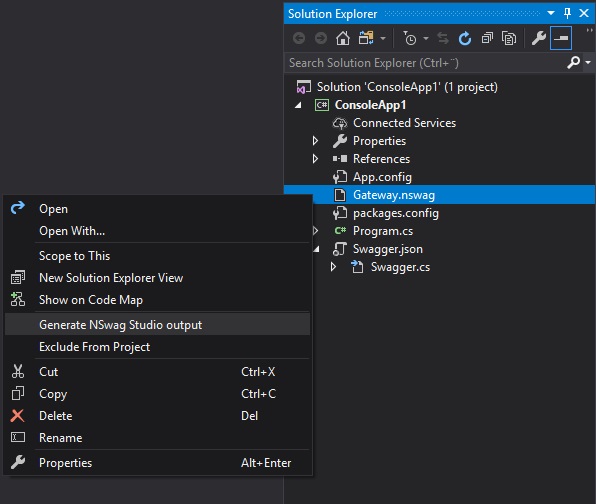 Solution Explorer
Search Solution Explorer (Ctrl+¨)
Solution 'ConsoleApp1' (1 project)
C# ConsoleApp1
Connected Services
Properties
References
App.config
Gateway.nswag
packages.config
C# Program.cs
Swagger.json
Swagger.cs
Open
Open With...
Scope to This
New Solution Explorer View
Show on Code Map
Generate NSwag Studio output
Exclude From Project
Cut Ctrl+X
Copy Ctrl+C
Delete Del
Rename
Properties Alt+Enter